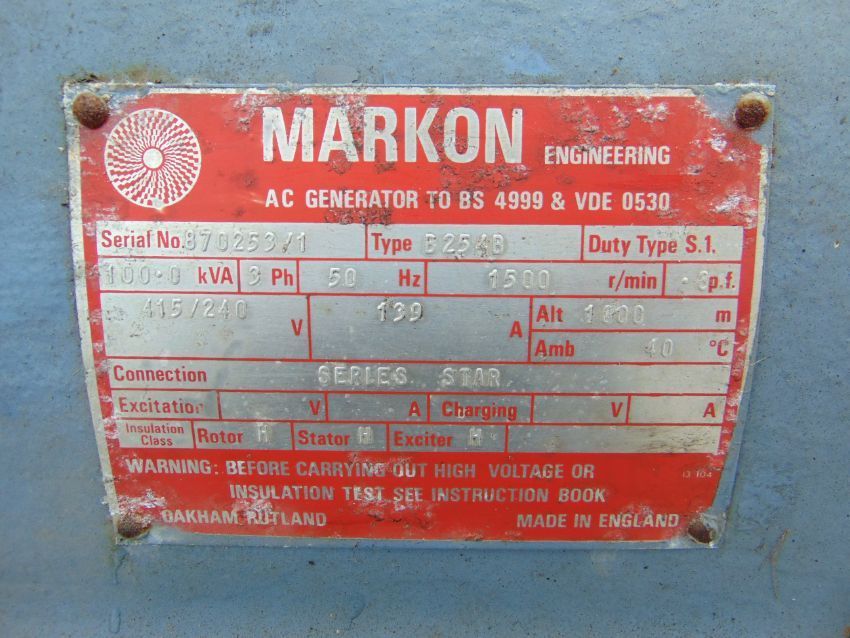 MARKON ENGINEERING
AC GENERATOR TO BS 4999 & VDE 0530
Serial No. 870253/1 Type B254B Duty Type S.1.
100.0 kVA 3 Ph 50 Hz 1500 r/min .8 p.f.
415/240 V 139 A Alt 1000 m
Amb 40 °C
Connection SERIES STAR
Excitation V A Charging V A
Insulation Class Rotor H Stator H Exciter H
WARNING: BEFORE CARRYING OUT HIGH VOLTAGE OR
INSULATION TEST SEE INSTRUCTION BOOK
OAKHAM RUTLAND MADE IN ENGLAND